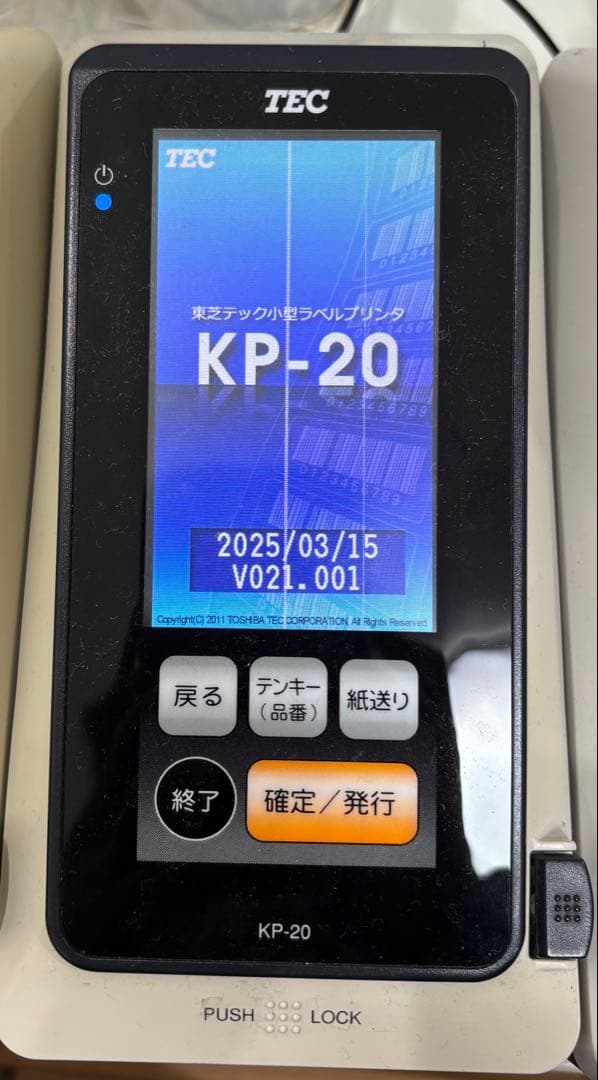 TEC
TEC
東芝テック小型ラベルプリンタ
KP-20
2025/03/15
V021.001
Copyright(C) 2011 TOSHIBA TEC CORPORATION All Rights Reserved.
戻る
テンキー
(品番)
紙送り
終了
確定/発行
KP-20
PUSH LOCK